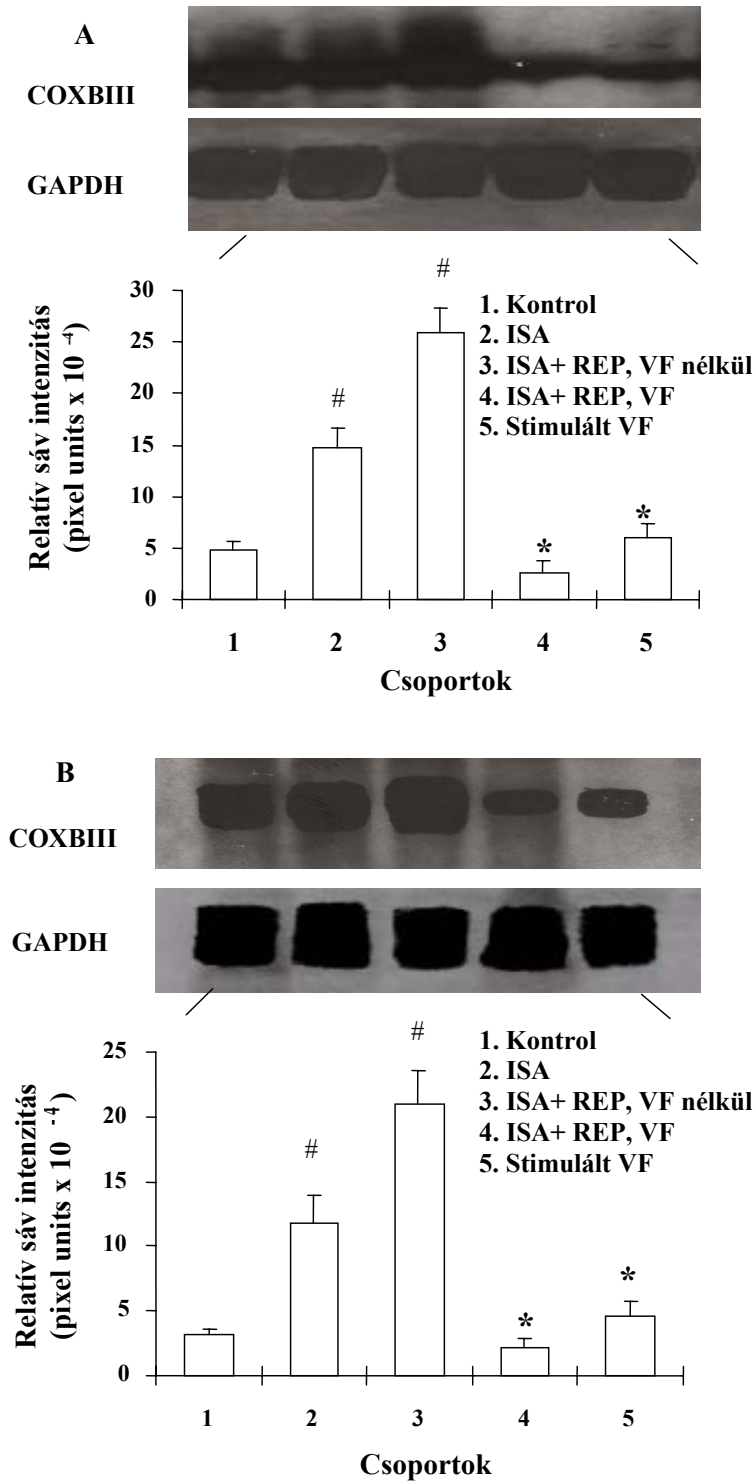 A
COXBIII
GAPDH
#
#
*
*
1. Kontrol
2. ISA
3. ISA+ REP, VF nélkül
4. ISA+ REP, VF
5. Stimulált VF
Relatív sáv intenzitás
(pixel units x 10 -4)
30
25
20
15
10
5
0
1 2 3 4 5
Csoportok
B
COXBIII
GAPDH
#
#
*
*
1. Kontrol
2. ISA
3. ISA+ REP, VF nélkül
4. ISA+ REP, VF
5. Stimulált VF
Relatív sáv intenzitás
(pixel units x 10 -4)
25
20
15
10
5
0
1 2 3 4 5
Csoportok